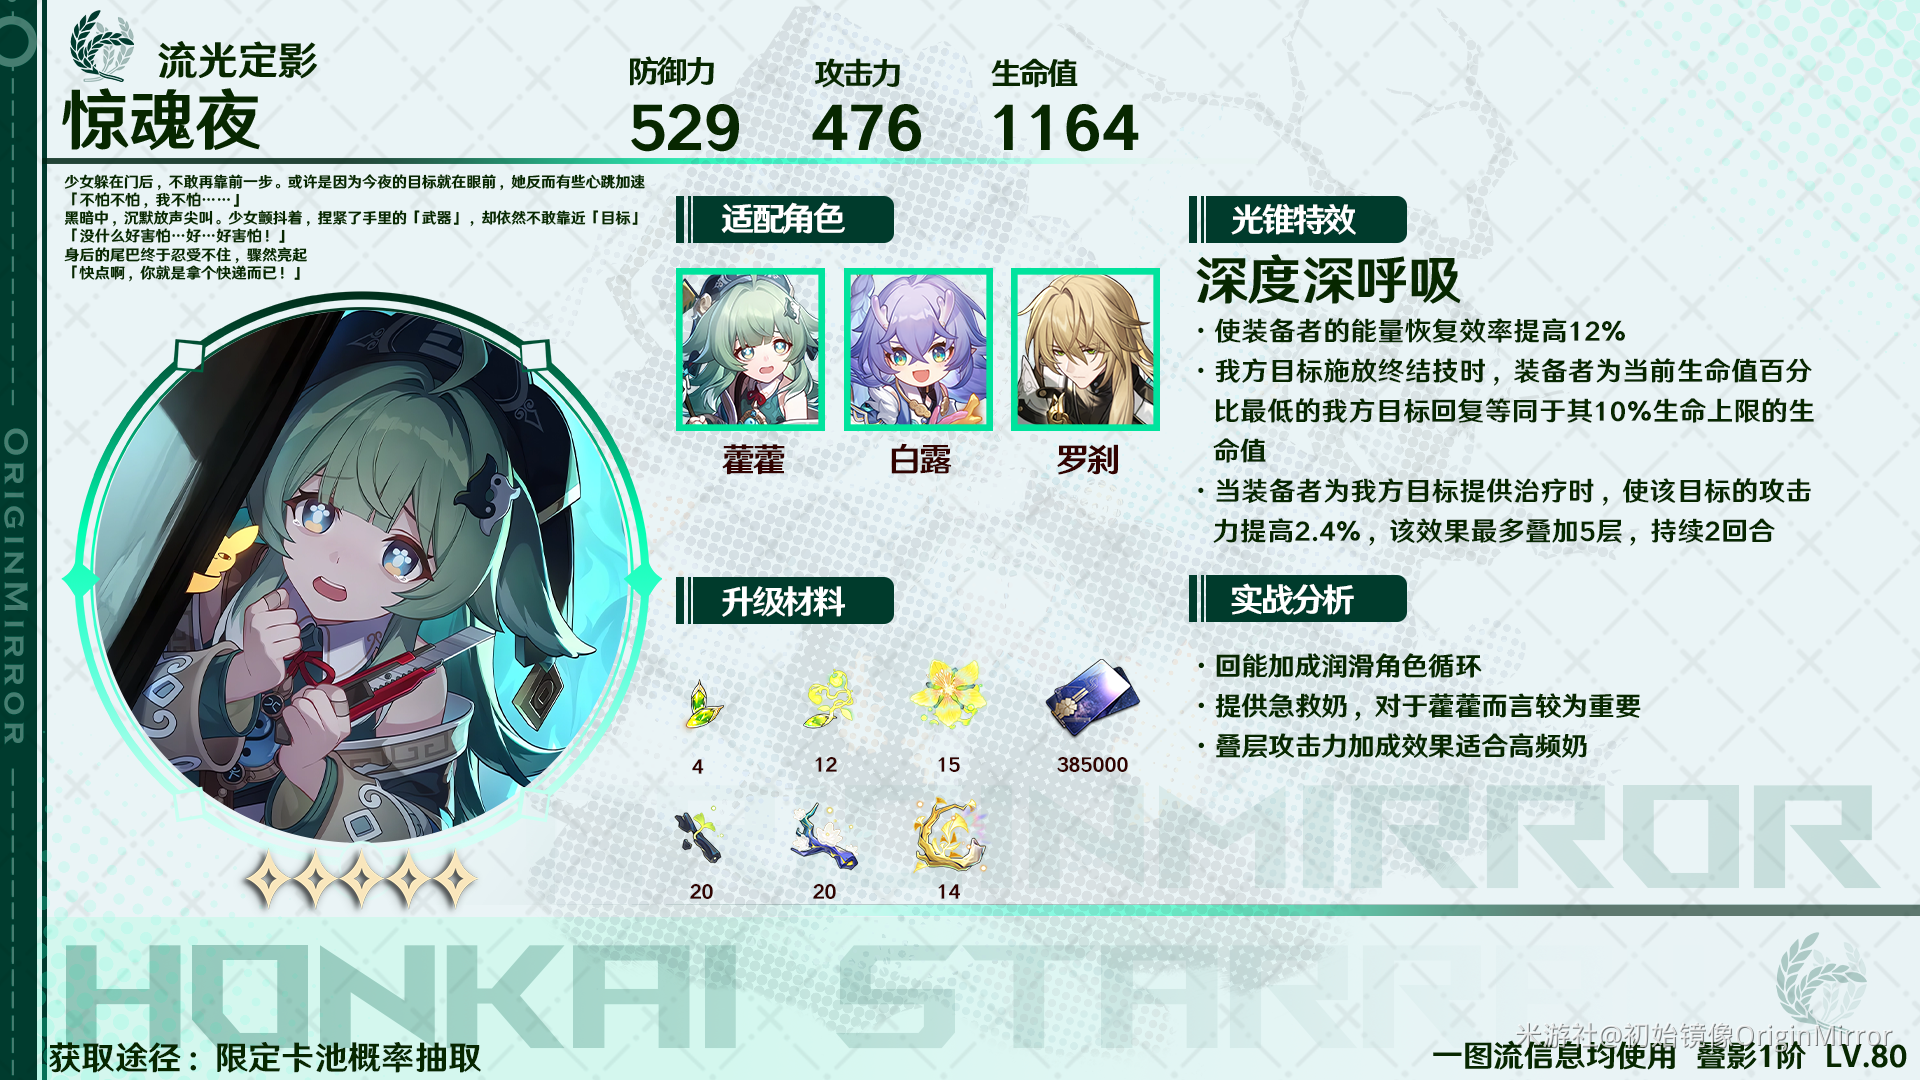 流光定影
惊魂夜
防御力
529
攻击力
476
生命值
1164
少女躲在门后，不敢再靠前一步。或许是因为今夜的目标就在眼前，她反而有些心跳加速
「不怕不怕，我不怕……」
黑暗中，沉默放声尖叫。少女颤抖着，捏紧了手里的「武器」，却依然不敢靠近「目标」
「没什么好害怕…好…好害怕！」
身后的尾巴终于忍受不住，骤然亮起
「快点啊，你就是拿个快递而已！」
适配角色
藿藿
白露
罗刹
升级材料
4
12
15
385000
20
20
14
光锥特效
深度深呼吸
· 使装备者的能量恢复效率提高12%
· 我方目标施放终结技时，装备者为当前生命值百分
比最低的我方目标回复等同于其10%生命上限的生
命值
· 当装备者为我方目标提供治疗时，使该目标的攻击
力提高2.4%，该效果最多叠加5层，持续2回合
实战分析
· 回能加成润滑角色循环
· 提供急救奶，对于藿藿而言较为重要
· 叠层攻击力加成效果适合高频奶
ORIGINMIRROR
MIRROR
HONKAI STAR
获取途径：限定卡池概率抽取
米游社@初始镜像OriginMirror
一图流信息均使用 叠影1阶 LV.80